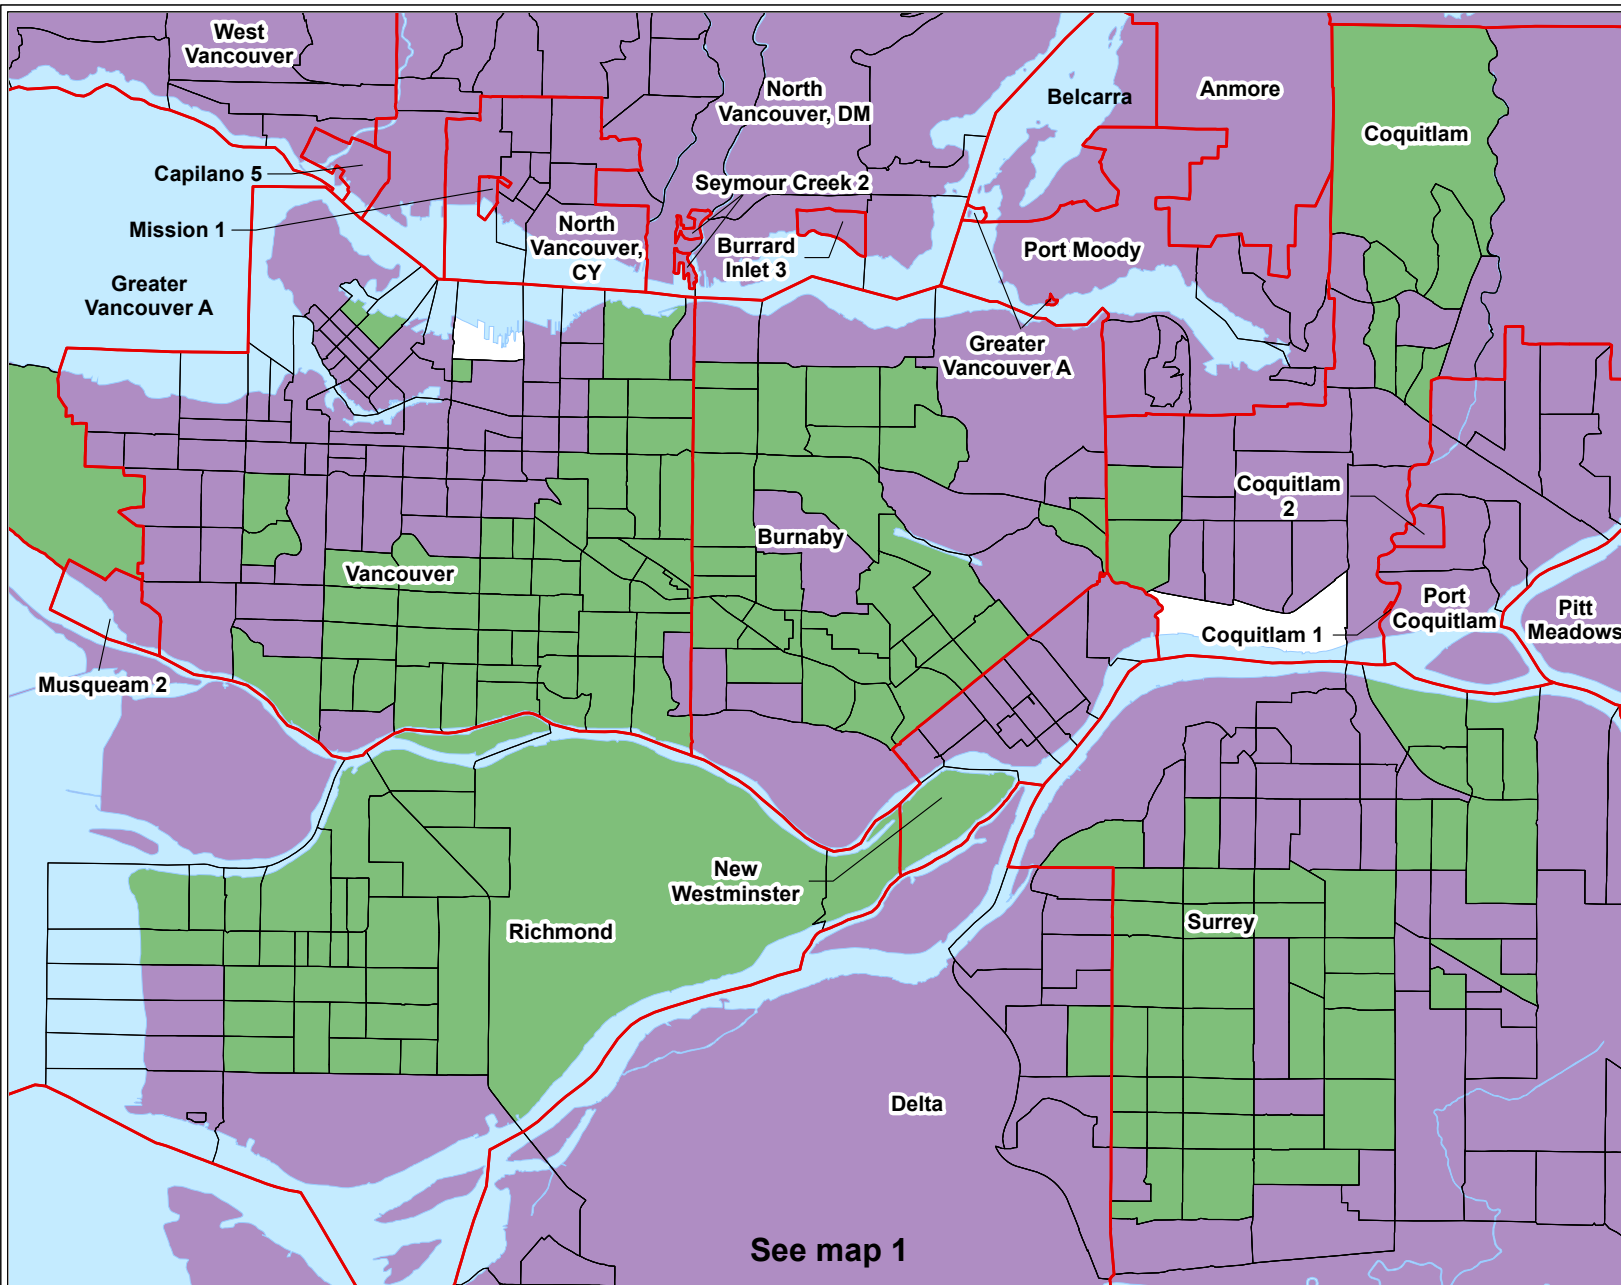 West
Vancouver
North
Vancouver, DM
Belcarra
Anmore
Coquitlam
Capilano 5
Seymour Creek 2
Mission 1
North
Vancouver,
CY
Burrard
Inlet 3
Port Moody
Greater
Vancouver A
Greater
Vancouver A
Coquitlam
2
Burnaby
Vancouver
Port
Coquitlam
Pitt
Meadows
Coquitlam 1
Musqueam 2
New
Westminster
Richmond
Surrey
Delta
See map 1